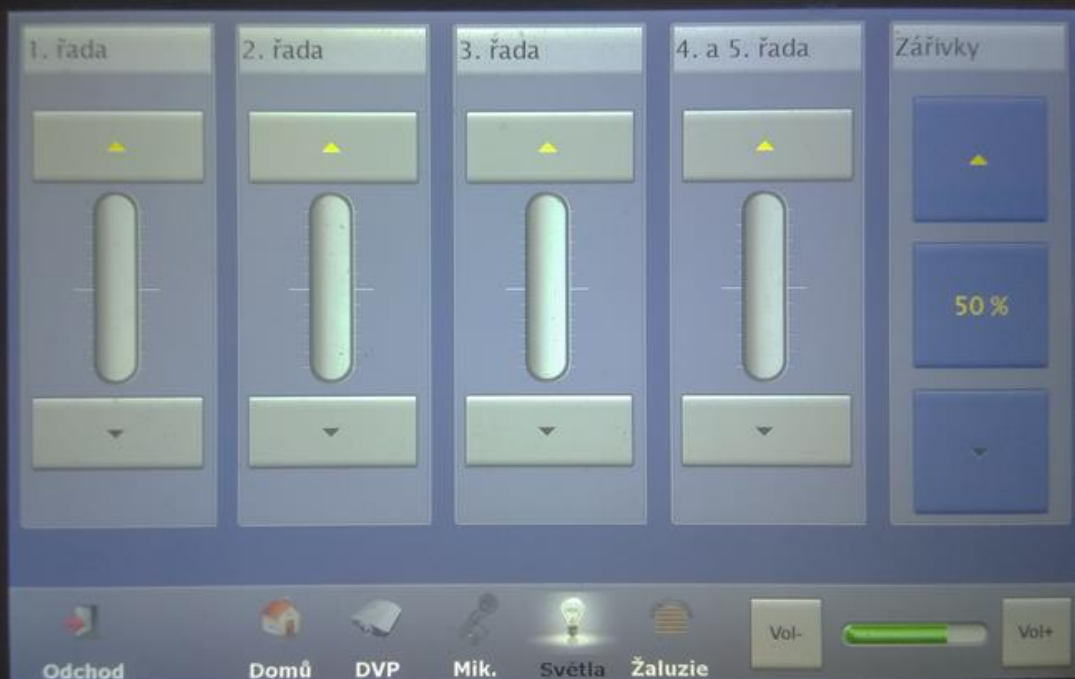 1. řada
2. řada
3. řada
4. a 5. řada
Zářivky
50 %
Odchod
Domů
DVP
Mik.
Světla
Žaluzie
Vol-
Vol+